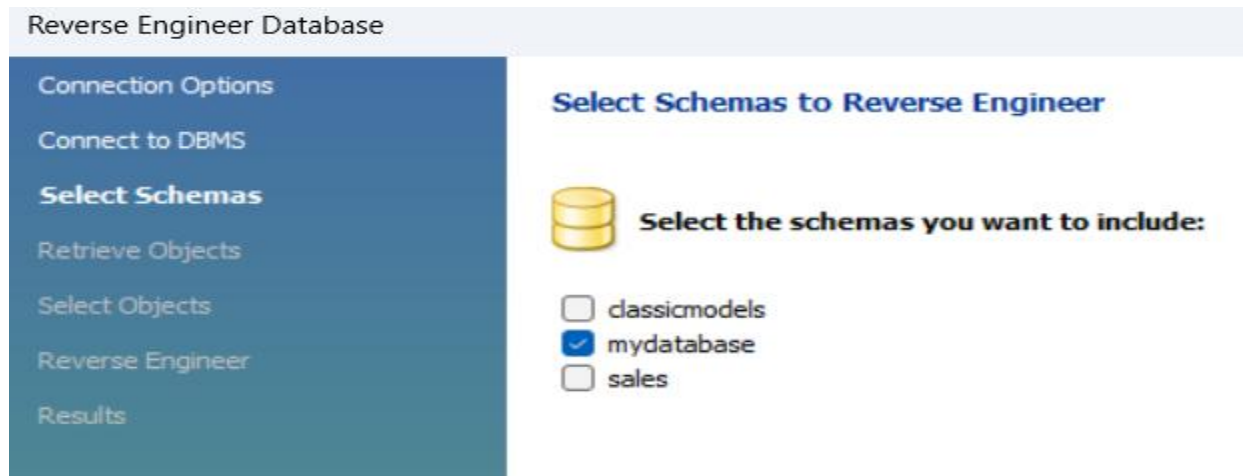 Reverse Engineer Database
Connection Options
Connect to DBMS
Select Schemas
Retrieve Objects
Select Objects
Reverse Engineer
Results
Select Schemas to Reverse Engineer
Select the schemas you want to include:
classicmodels
mydatabase
sales